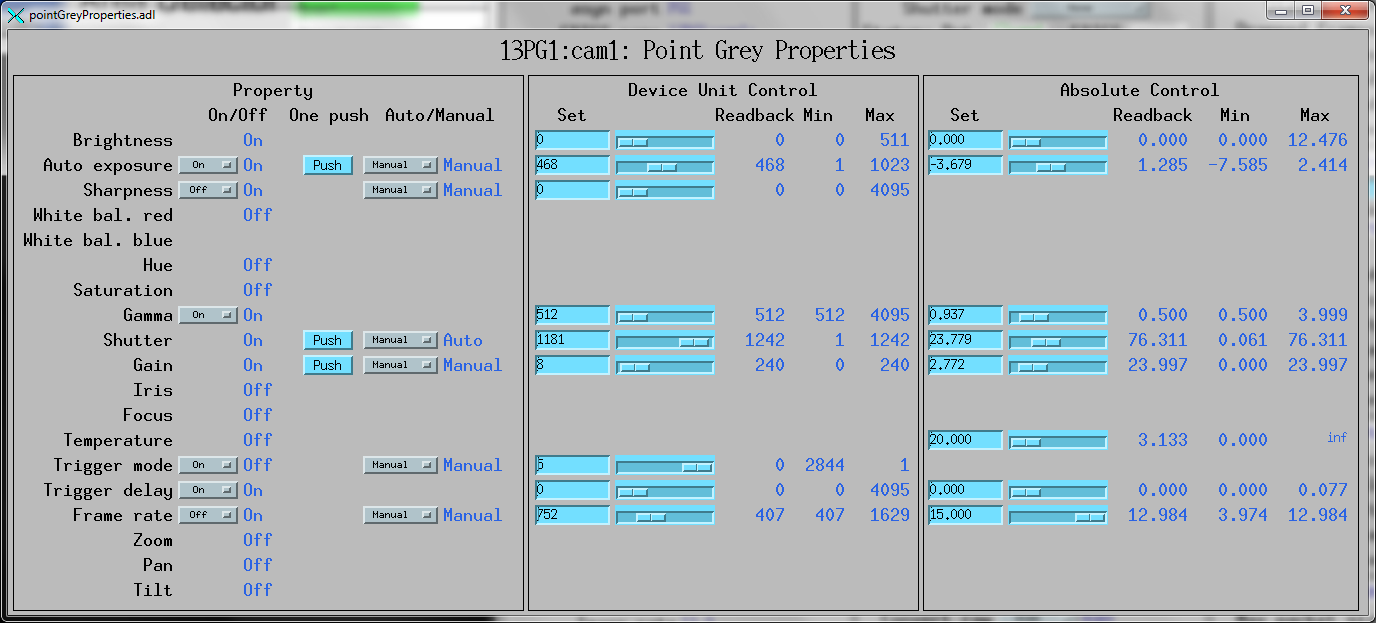 pointGreyProperties.adl
13PG1:cam1: Point Grey Properties
Property Device Unit Control Absolute Control
On/Off One push Auto/Manual Set Readback Min Max Set Readback Min Max
Brightness On 0 0 0 511 0.000 0.000 0.000 12.476
Auto exposure On On Push Manual Manual 468 468 1 1023 -3.679 1.285 -7.585 2.414
Sharpness Off On Manual Manual 0 0 0 4095
White bal. red Off
White bal. blue
Hue Off
Saturation Off
Gamma On On 512 512 512 4095 0.937 0.500 0.500 3.999
Shutter On Push Manual Auto 1181 1242 1 1242 23.779 76.311 0.061 76.311
Gain On Push Manual Manual 8 240 0 240 2.772 23.997 0.000 23.997
Iris Off
Focus Off
Temperature Off 20.000 3.133 0.000 inf
Trigger mode On Off Manual Manual 0 2844 1
Trigger delay On On 0 0 0 4095 0.000 0.000 0.000 0.077
Frame rate Off On Manual Manual 752 407 407 1629 15.000 12.984 3.974 12.984
Zoom Off
Pan Off
Tilt Off